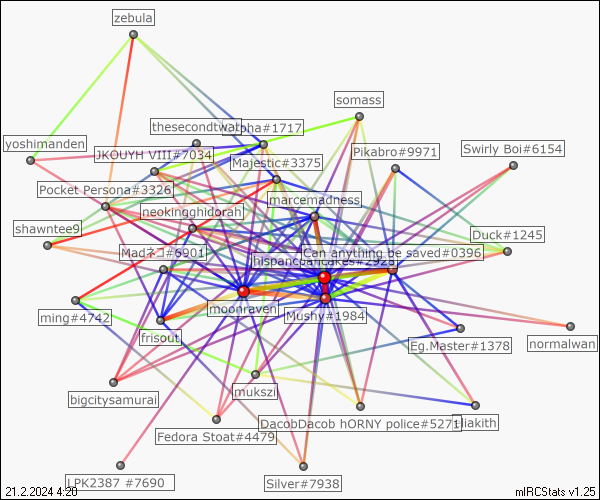 zebula
somass
thesecondtwai
alpha#1717
yoshimanden
JKOUYH VIII#7034
Majestic#3375
Pikabro#9971
Swirly Boi#6154
Pocket Persona#3326
marcemadness
neokingghidorah
shawntee9
Duck#1245
Madネコ#6901
hispancoancakes#2928
Can anything be saved#0396
moonraven
ming#4742
Mushy#1984
frisout
Eg.Master#1378
normalwan
mukszi
bigcitysamurai
DacobDacob hORNY police#5271
eliakith
Fedora Stoat#4479
LPK2387 #7690
Silver#7938
21.2.2024 4:20
mIRCStats v1.25